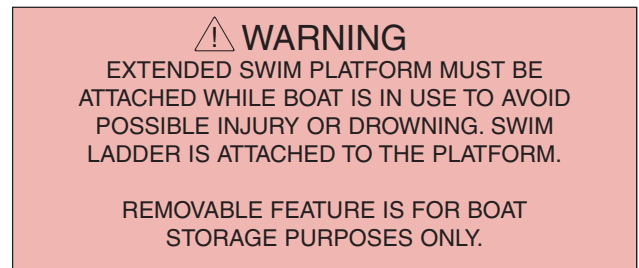 ⚠ WARNING
EXTENDED SWIM PLATFORM MUST BE
ATTACHED WHILE BOAT IS IN USE TO AVOID
POSSIBLE INJURY OR DROWNING. SWIM
LADDER IS ATTACHED TO THE PLATFORM.
REMOVABLE FEATURE IS FOR BOAT
STORAGE PURPOSES ONLY.